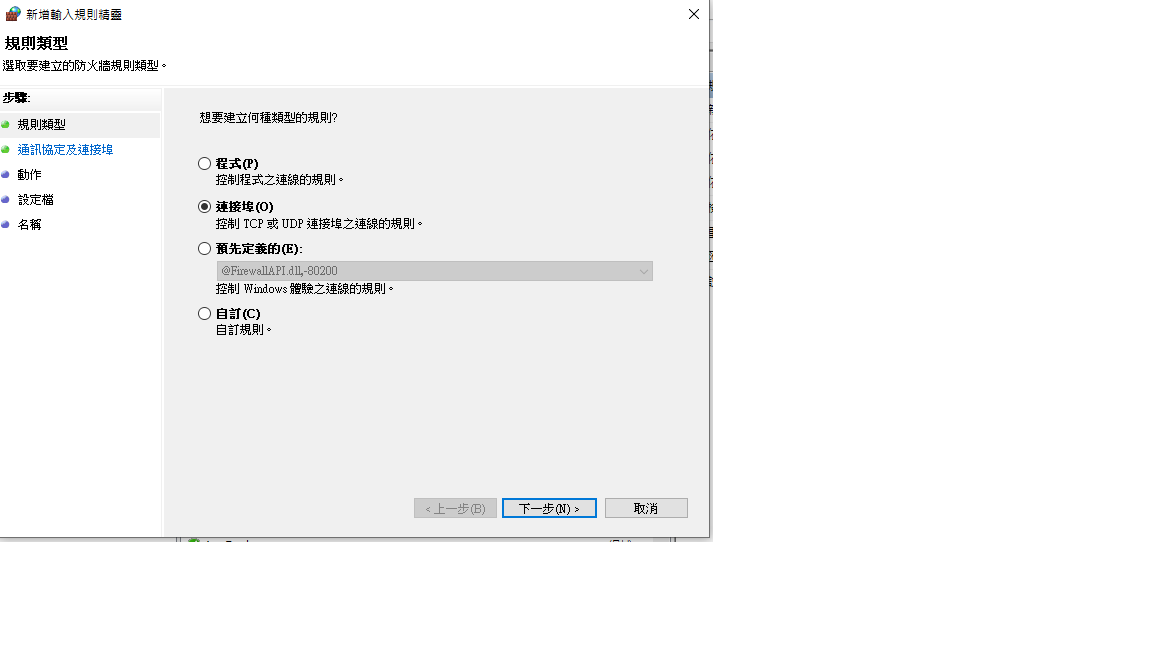 新增輸入規則精靈
規則類型
選取要建立的防火牆規則類型。
步驟:
規則類型
通訊協定及連接埠
動作
設定檔
名稱
想要建立何種類型的規則?
程式(P)
控制程式之連線的規則。
連接埠(O)
控制 TCP 或 UDP 連接埠之連線的規則。
預先定義的(E):
@FirewallAPI.dll,-80200
控制 Windows 體驗之連線的規則。
自訂(C)
自訂規則。
< 上一步(B)
下一步(N) >
取消